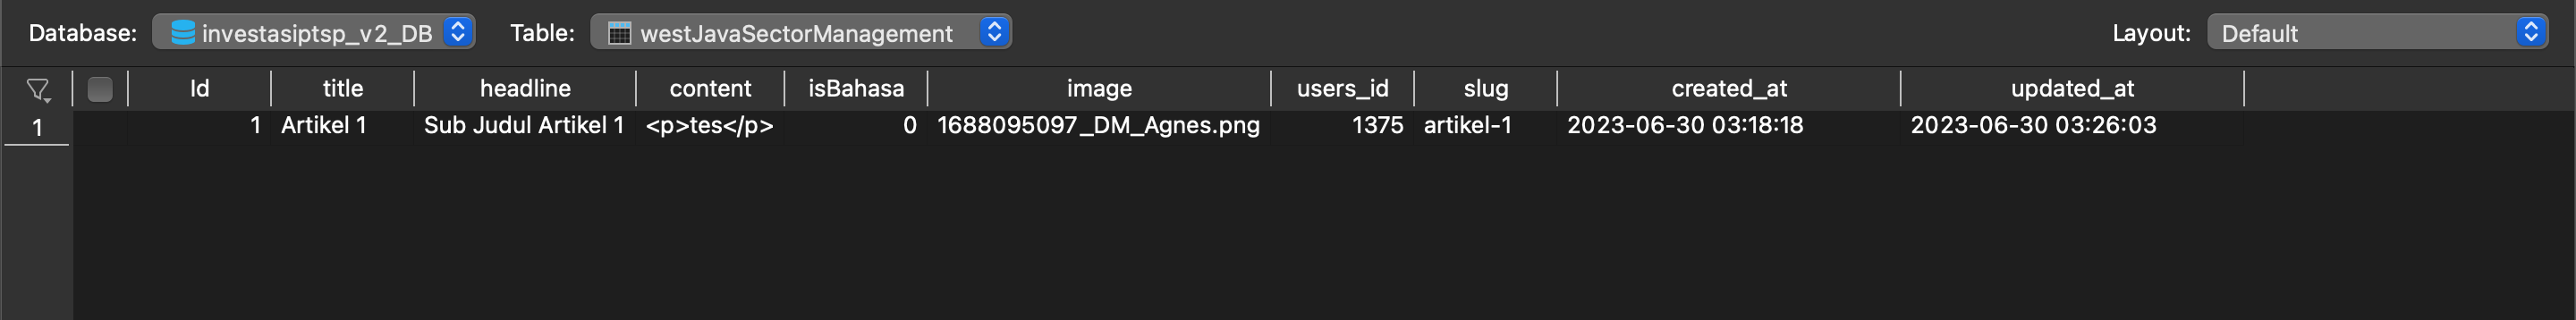 Database: investasiptsp_v2_DB Table: westJavaSectorManagement Layout: Default
Id title headline content isBahasa image users_id slug created_at updated_at
1 1 Artikel 1 Sub Judul Artikel 1 <p>tes</p> 0 1688095097_DM_Agnes.png 1375 artikel-1 2023-06-30 03:18:18 2023-06-30 03:26:03